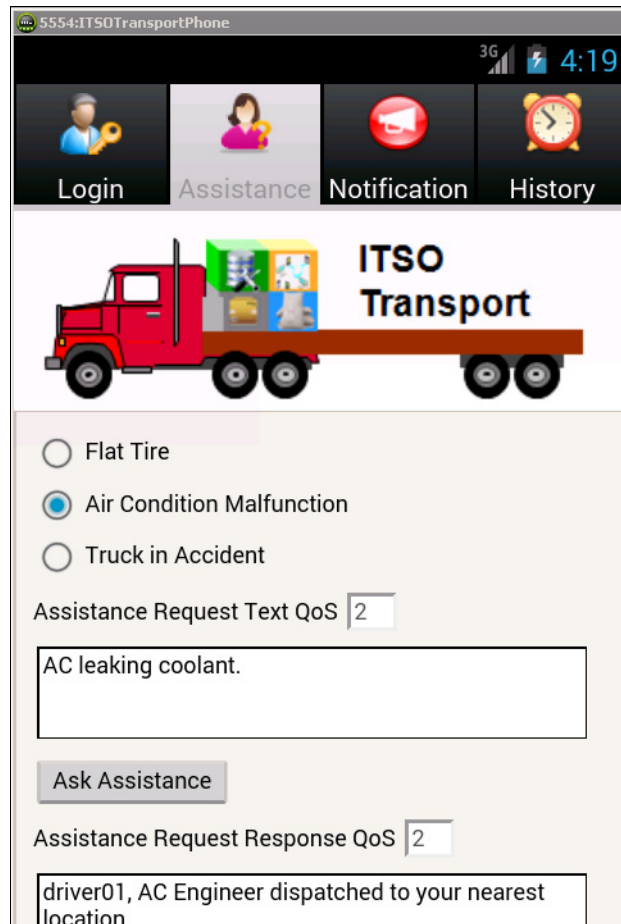 5554:ITSOTransportPhone
3G 4:19
Login Assistance Notification History
ITSO
Transport
Flat Tire
Air Condition Malfunction
Truck in Accident
Assistance Request Text QoS 2
AC leaking coolant.
Ask Assistance
Assistance Request Response QoS 2
driver01, AC Engineer dispatched to your nearest
location